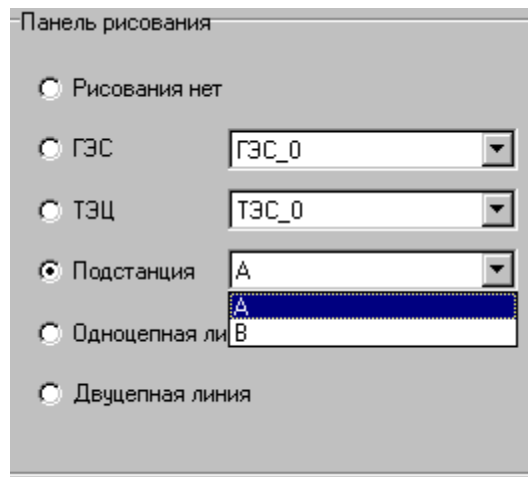 Панель рисования
Рисования нет
ГЭС ГЭС_0
ТЭЦ ТЭС_0
Подстанция A
A
Одноцепная ли B
Двуцепная линия